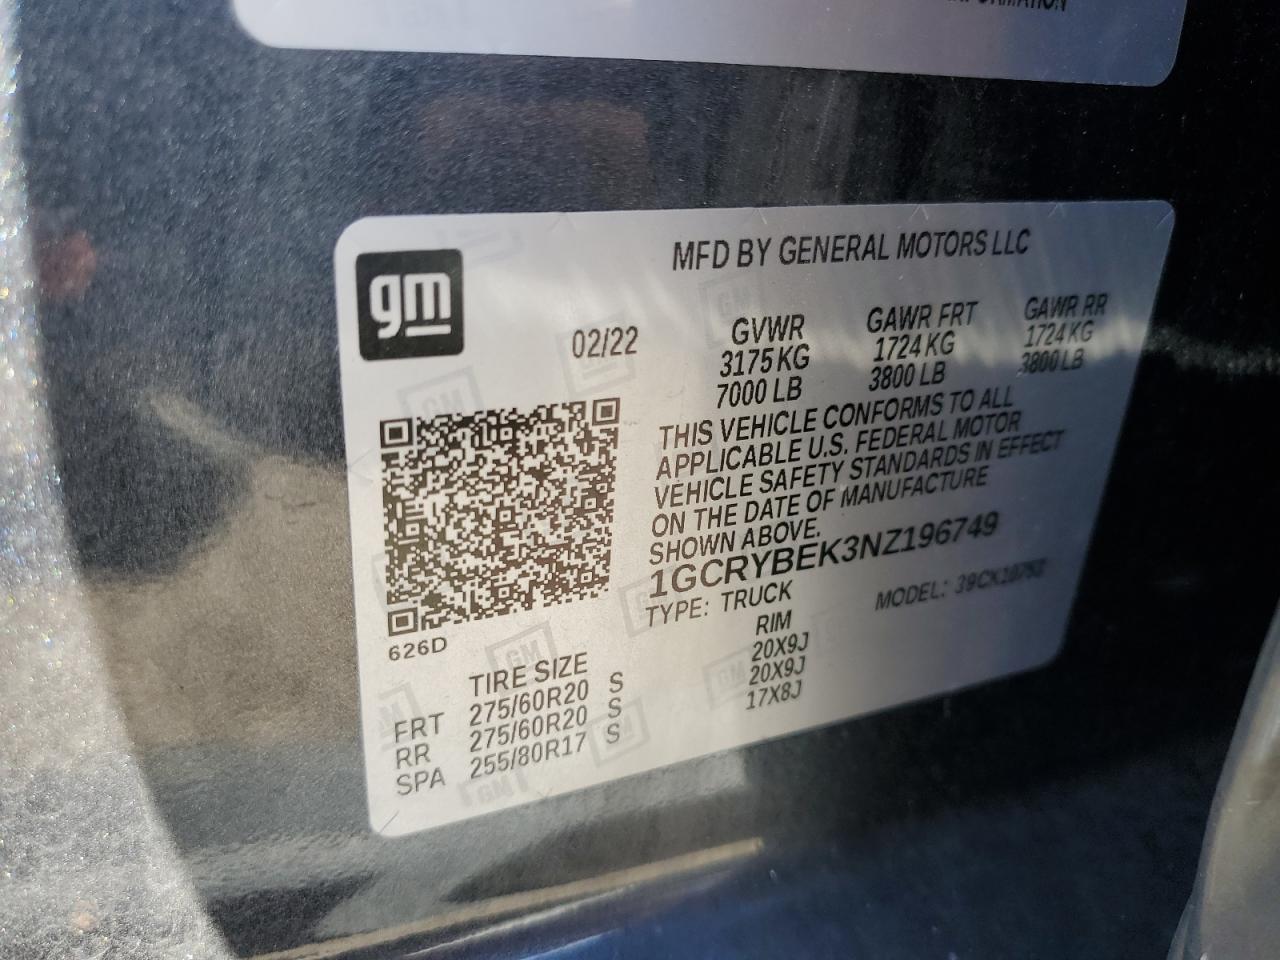 gm
MFD BY GENERAL MOTORS LLC
02/22
GVWR GAWR FRT GAWR RR
3175 KG 1724 KG 1724 KG
7000 LB 3800 LB 3800 LB
THIS VEHICLE CONFORMS TO ALL
APPLICABLE U.S. FEDERAL MOTOR
VEHICLE SAFETY STANDARDS IN EFFECT
ON THE DATE OF MANUFACTURE
SHOWN ABOVE.
1GCRYBEK3NZ196749
TYPE: TRUCK MODEL:
626D
TIRE SIZE RIM
FRT 275/60R20 S 20X9J
RR 275/60R20 S 20X9J
SPA 255/80R17 S 17X8J